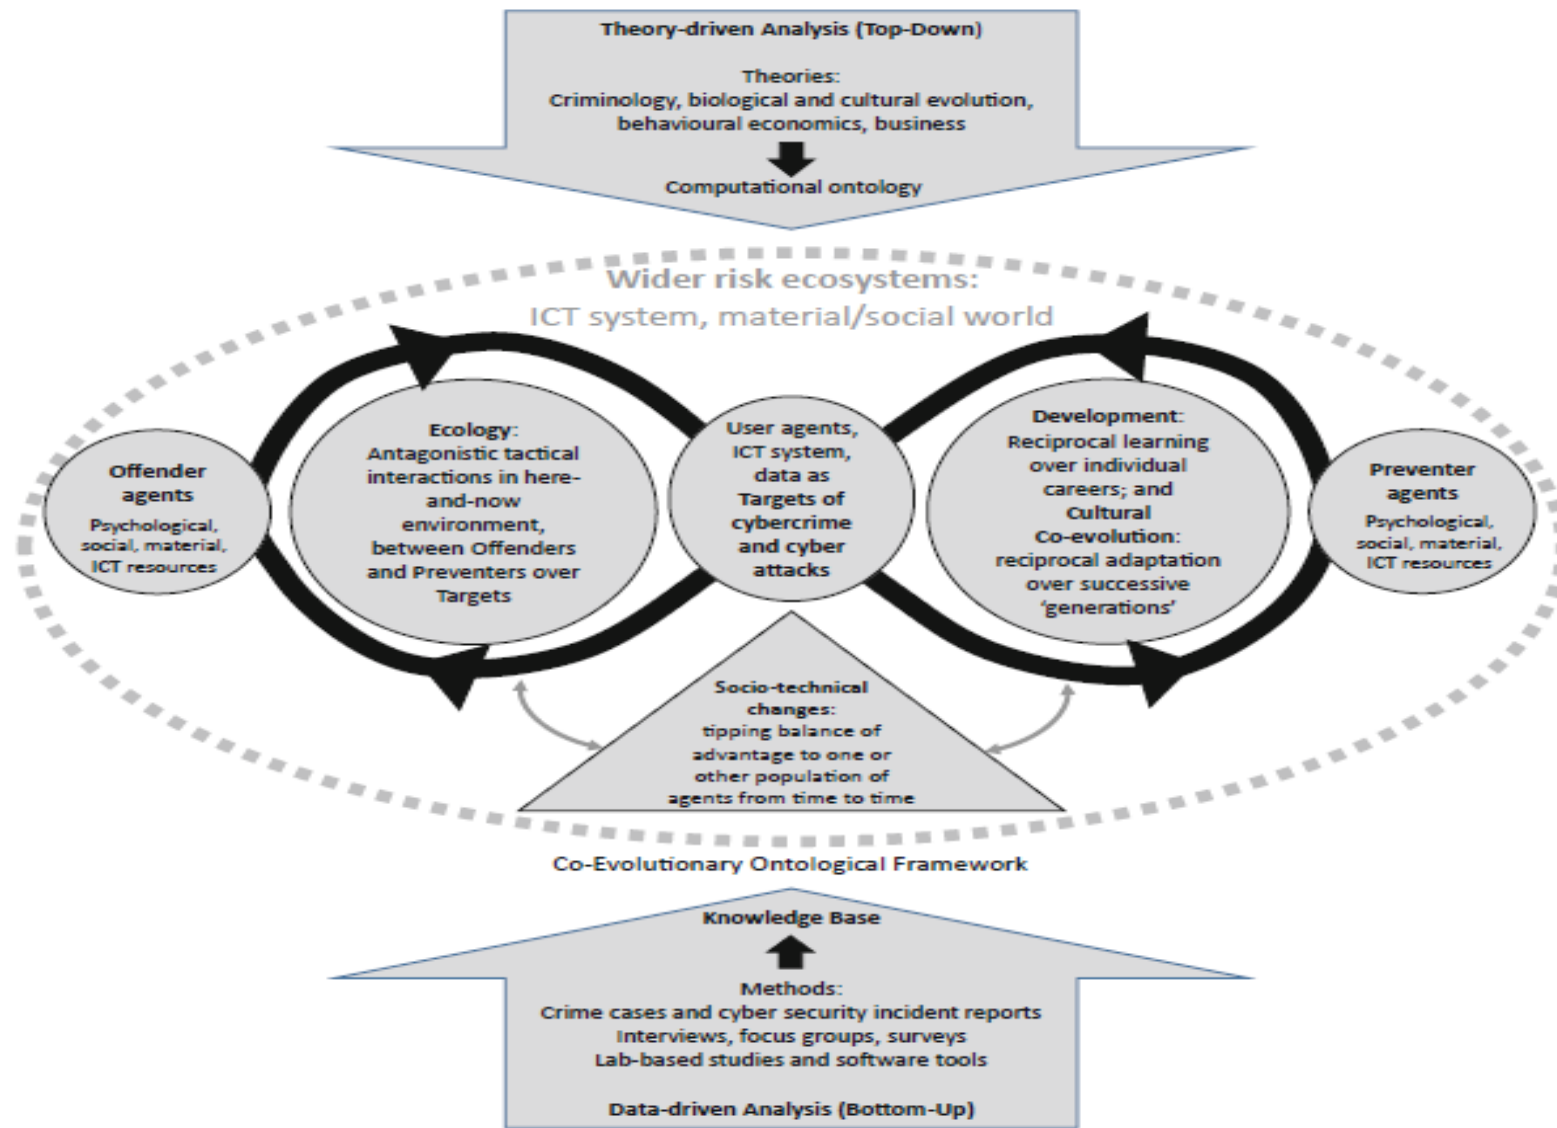 Theory-driven Analysis (Top-Down)
Theories:
Criminology, biological and cultural evolution,
behavioural economics, business
Computational ontology
Wider risk ecosystems:
ICT system, material/social world
Offender
agents
Psychological,
social, material,
ICT resources
Ecology:
Antagonistic tactical
interactions in here-
and-now
environment,
between Offenders
and Preventers over
Targets
User agents,
ICT system,
data as
Targets of
cybercrime
and cyber
attacks
Development:
Reciprocal learning
over individual
careers; and
Cultural
Co-evolution:
reciprocal adaptation
over successive
‘generations’
Preventer
agents
Psychological,
social, material,
ICT resources
Socio-technical
changes:
tipping balance of
advantage to one or
other population of
agents from time to time
Co-Evolutionary Ontological Framework
Knowledge Base
Methods:
Crime cases and cyber security incident reports
Interviews, focus groups, surveys
Lab-based studies and software tools
Data-driven Analysis (Bottom-Up)